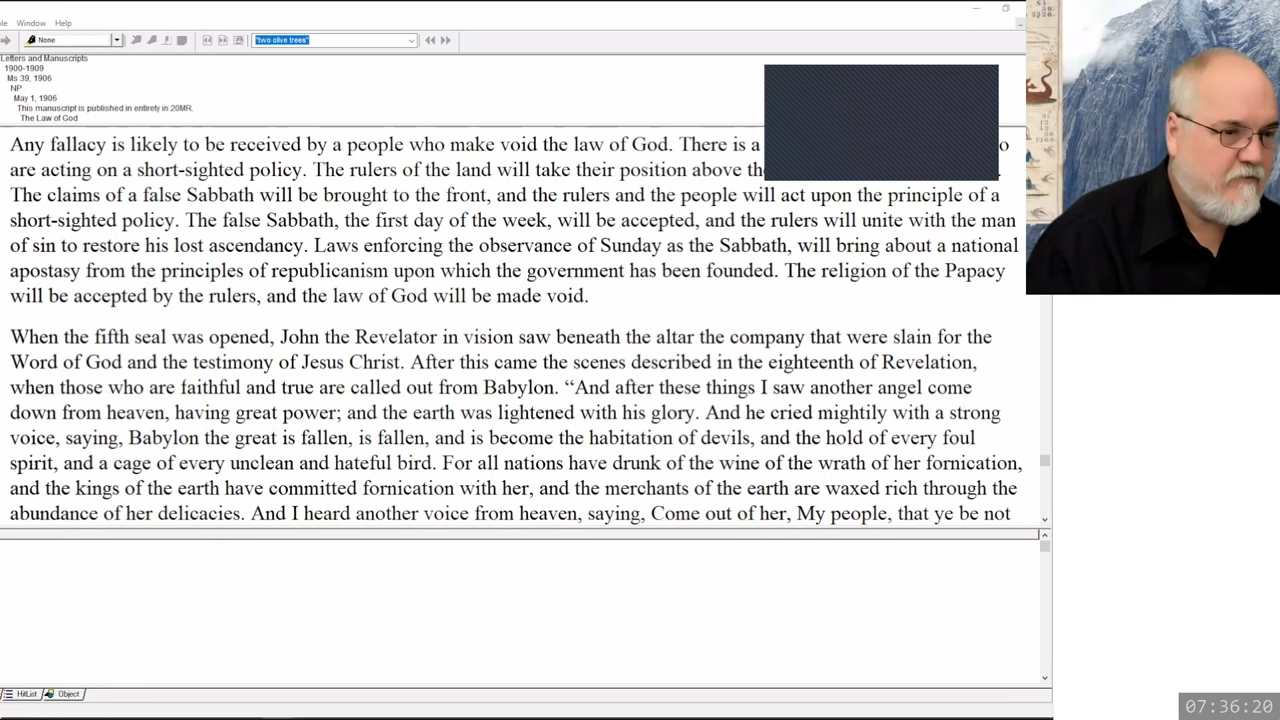 Window Help
None
"two olive trees"
Letters and Manuscripts
1900-1909
Ms 39, 1906
NP
May 1, 1906
This manuscript is published in entirety in 20MR.
The Law of God
Any fallacy is likely to be received by a people who make void the law of God. There is a
are acting on a short-sighted policy. The rulers of the land will take their position above
The claims of a false Sabbath will be brought to the front, and the rulers and the people will act upon the principle of a
short-sighted policy. The false Sabbath, the first day of the week, will be accepted, and the rulers will unite with the man
of sin to restore his lost ascendancy. Laws enforcing the observance of Sunday as the Sabbath, will bring about a national
apostasy from the principles of republicanism upon which the government has been founded. The religion of the Papacy
will be accepted by the rulers, and the law of God will be made void.
When the fifth seal was opened, John the Revelator in vision saw beneath the altar the company that were slain for the
Word of God and the testimony of Jesus Christ. After this came the scenes described in the eighteenth of Revelation,
when those who are faithful and true are called out from Babylon. “And after these things I saw another angel come
down from heaven, having great power; and the earth was lightened with his glory. And he cried mightily with a strong
voice, saying, Babylon the great is fallen, is fallen, and is become the habitation of devils, and the hold of every foul
spirit, and a cage of every unclean and hateful bird. For all nations have drunk of the wine of the wrath of her fornication,
and the kings of the earth have committed fornication with her, and the merchants of the earth are waxed rich through the
abundance of her delicacies. And I heard another voice from heaven, saying, Come out of her, My people, that ye be not
HitList Object
07:36:20